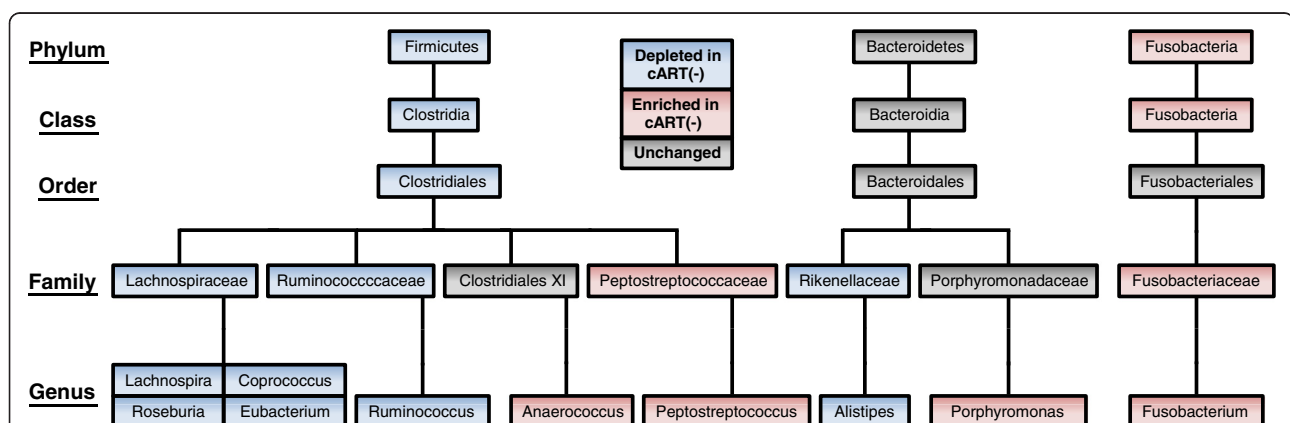 Phylum
Firmicutes
Depleted in
cART(-)
Bacteroidetes
Fusobacteria
Enriched in
cART(-)
Class
Clostridia
Bacteroidia
Fusobacteria
Unchanged
Order
Clostridiales
Bacteroidales
Fusobacteriales
Family
Lachnospiraceae
Ruminococcccaceae
Clostridiales XI
Peptostreptococcaceae
Rikenellaceae
Porphyromonadaceae
Fusobacteriaceae
Genus
Lachnospira
Coprococcus
Roseburia
Eubacterium
Ruminococcus
Anaerococcus
Peptostreptococcus
Alistipes
Porphyromonas
Fusobacterium